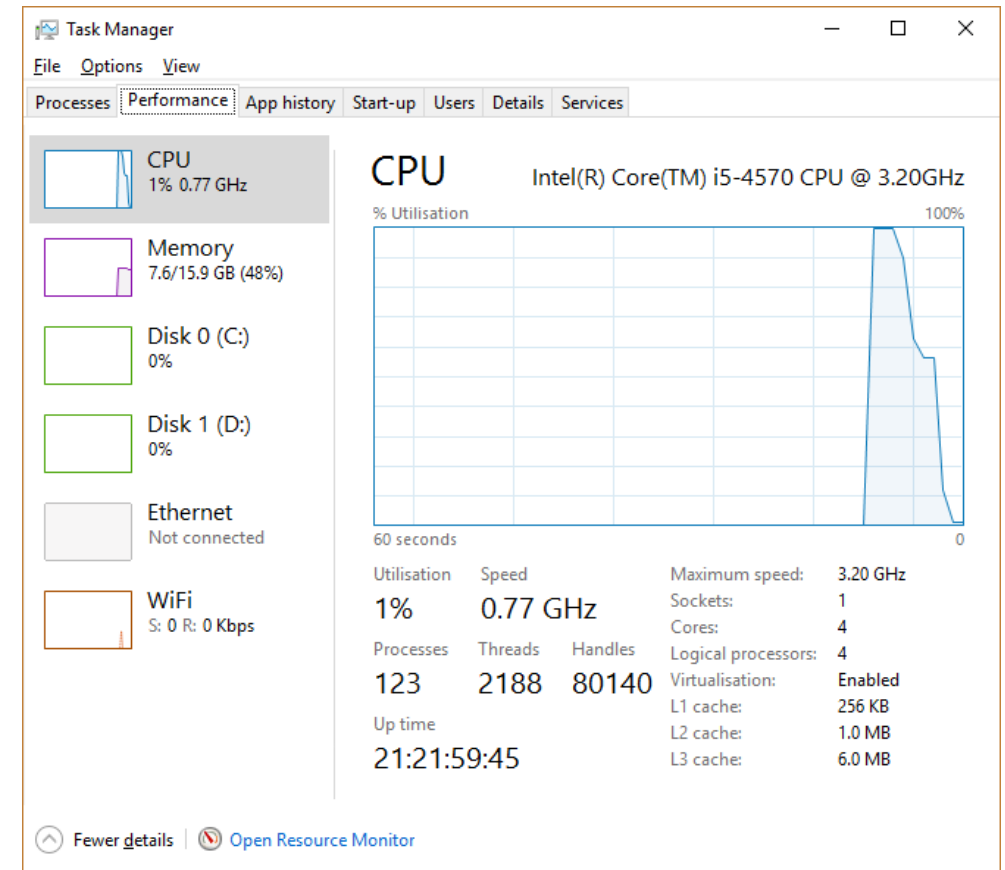 Task Manager
File Options View
Processes Performance App history Start-up Users Details Services
CPU
1% 0.77 GHz
Memory
7.6/15.9 GB (48%)
Disk 0 (C:)
0%
Disk 1 (D:)
0%
Ethernet
Not connected
WiFi
S: 0 R: 0 Kbps
CPU Intel(R) Core(TM) i5-4570 CPU @ 3.20GHz
% Utilisation 100%
60 seconds 0
Utilisation Speed
1% 0.77 GHz
Processes Threads Handles
123 2188 80140
Up time
21:21:59:45
Maximum speed: 3.20 GHz
Sockets: 1
Cores: 4
Logical processors: 4
Virtualisation: Enabled
L1 cache: 256 KB
L2 cache: 1.0 MB
L3 cache: 6.0 MB
Fewer details Open Resource Monitor